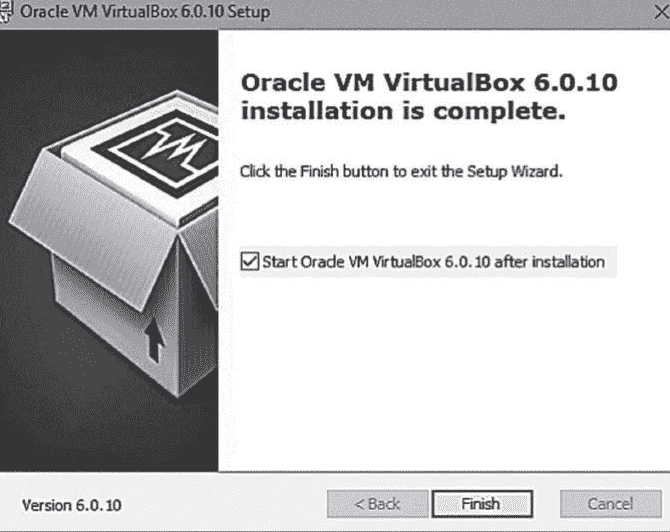 Oracle VM VirtualBox 6.0.10 Setup
Oracle VM VirtualBox 6.0.10
installation is complete.
Click the Finish button to exit the Setup Wizard.
Start Oracle VM VirtualBox 6.0.10 after installation
Version 6.0.10
< Back
Finish
Cancel